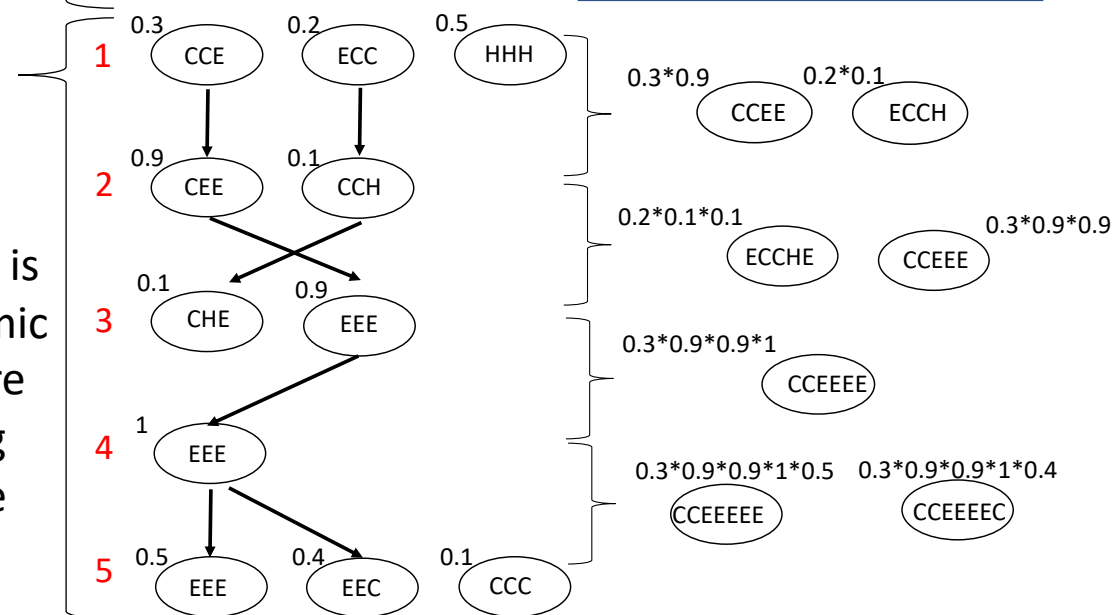 0.3 0.2 0.5
1 CCE ECC HHH
0.3*0.9 0.2*0.1
CCEE ECCH
0.9 0.1
2 CEE CCH
0.2*0.1*0.1 0.3*0.9*0.9
ECCHE CCEEE
is
0.1 0.9
3 CHE EEE
nic
0.3*0.9*0.9*1
re
CCEEEE
1
4 EEE
g
0.3*0.9*0.9*1*0.5 0.3*0.9*0.9*1*0.4
e
CCEEEEE CCEEEEC
0.5 0.4 0.1
5 EEE EEC CCC